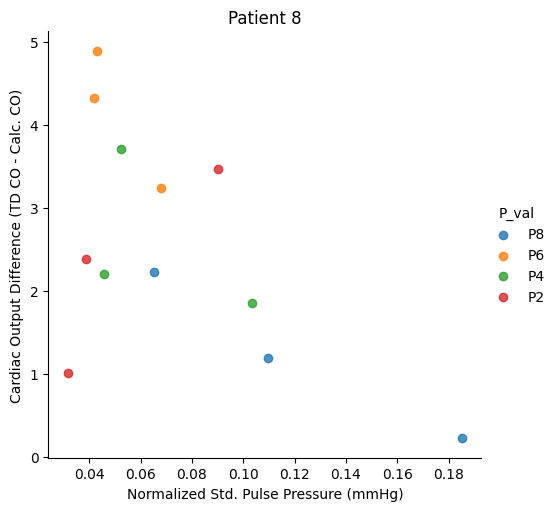 Patient 8
Cardiac Output Difference (TD CO - Calc. CO)
5
4
3
2
1
0
0.04 0.06 0.08 0.10 0.12 0.14 0.16 0.18
Normalized Std. Pulse Pressure (mmHg)
P_val
P8
P6
P4
P2